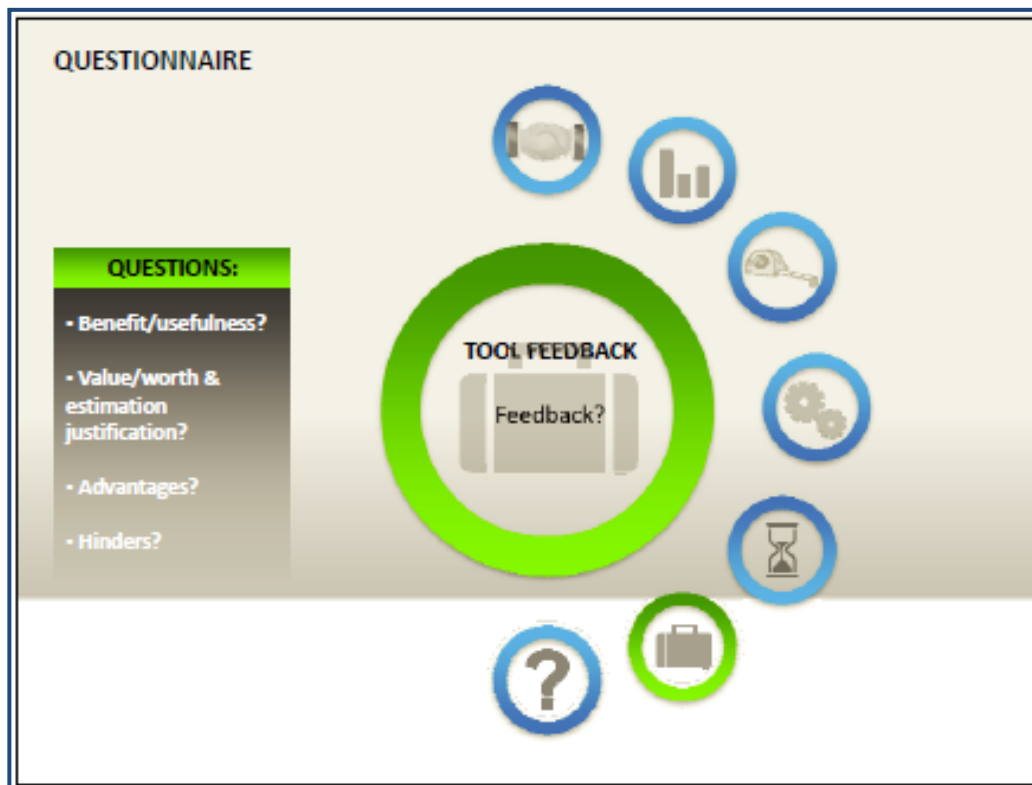 QUESTIONNAIRE
QUESTIONS:
- Benefit/usefulness?
- Value/worth &
estimation
justification?
- Advantages?
- Hinders?
TOOL FEEDBACK
Feedback?
?